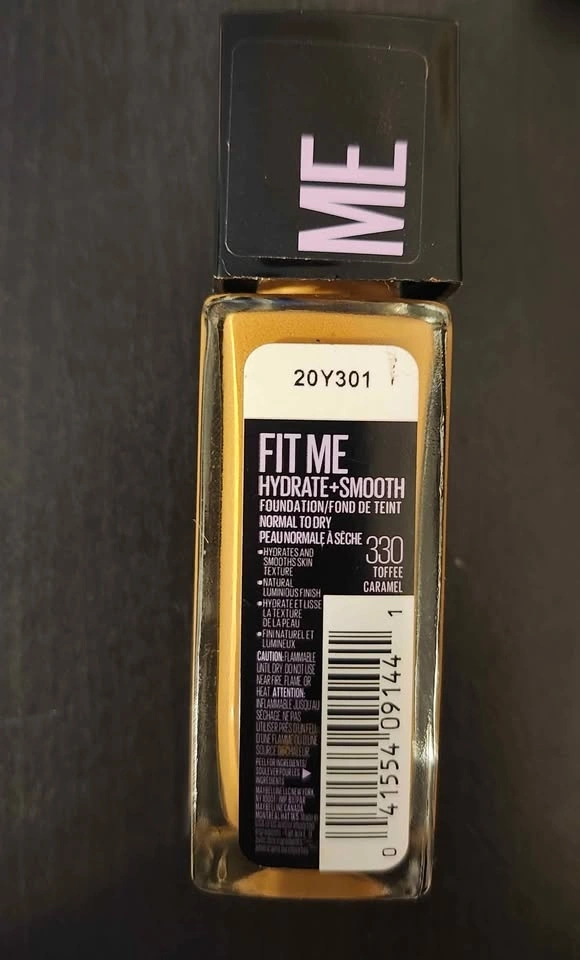 ME
20Y301
FIT ME
HYDRATE+SMOOTH
FOUNDATION/FOND DE TEINT
NORMAL TO DRY
PEAU NORMALE À SÈCHE
330
TOFFEE
CARAMEL
•HYDRATES AND
SMOOTHS SKIN
TEXTURE
•NATURAL
LUMINOUS FINISH
•HYDRATE ET LISSE
LA TEXTURE
DE LA PEAU
•FINI NATUREL ET
LUMINEUX
CAUTION: FLAMMABLE
UNTIL DRY. DO NOT USE
NEAR FIRE, FLAME OR
HEAT. ATTENTION:
INFLAMMABLE JUSQU'AU
SÉCHAGE. NE PAS
UTILISER PRÈS D'UN FEU,
D'UNE FLAMME OU D'UNE
SOURCE DE CHALEUR.
PEEL FOR INGREDIENTS/
SOULEVER POUR LES
INGRÉDIENTS
MAYBELLINE LLC NEW YORK,
MAYBELLINE CANADA,
0 41554 09144 1